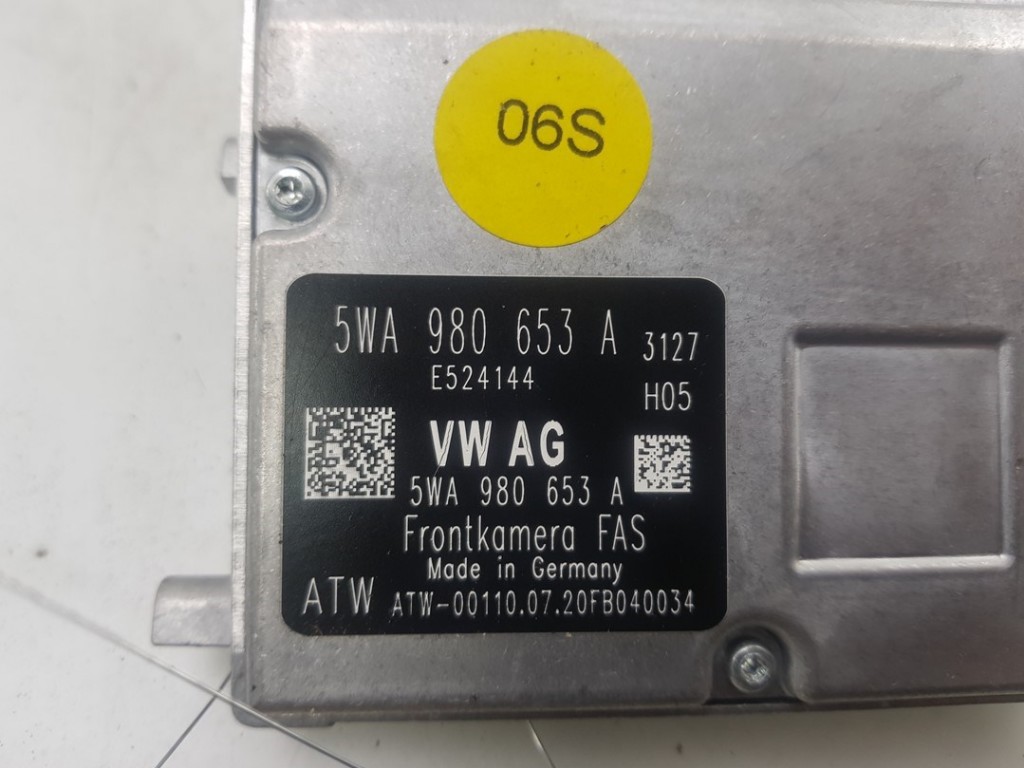 06S
5WA 980 653 A 3127
E524144 H05
VW AG
5WA 980 653 A
Frontkamera FAS
Made in Germany
ATW ATW-00110.07.20FB040034